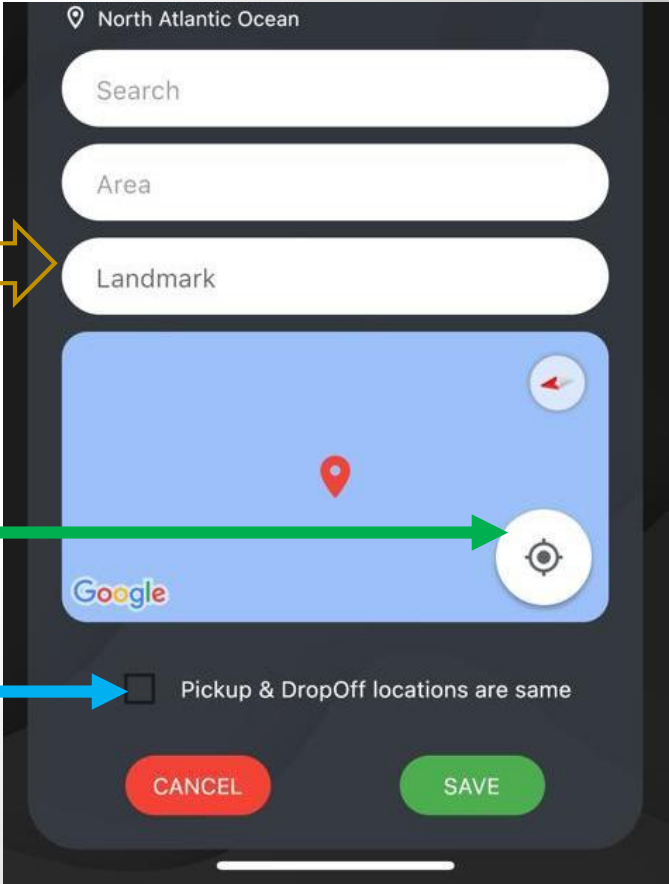 North Atlantic Ocean
Search
Area
Landmark
Google
Pickup & DropOff locations are same
CANCEL
SAVE